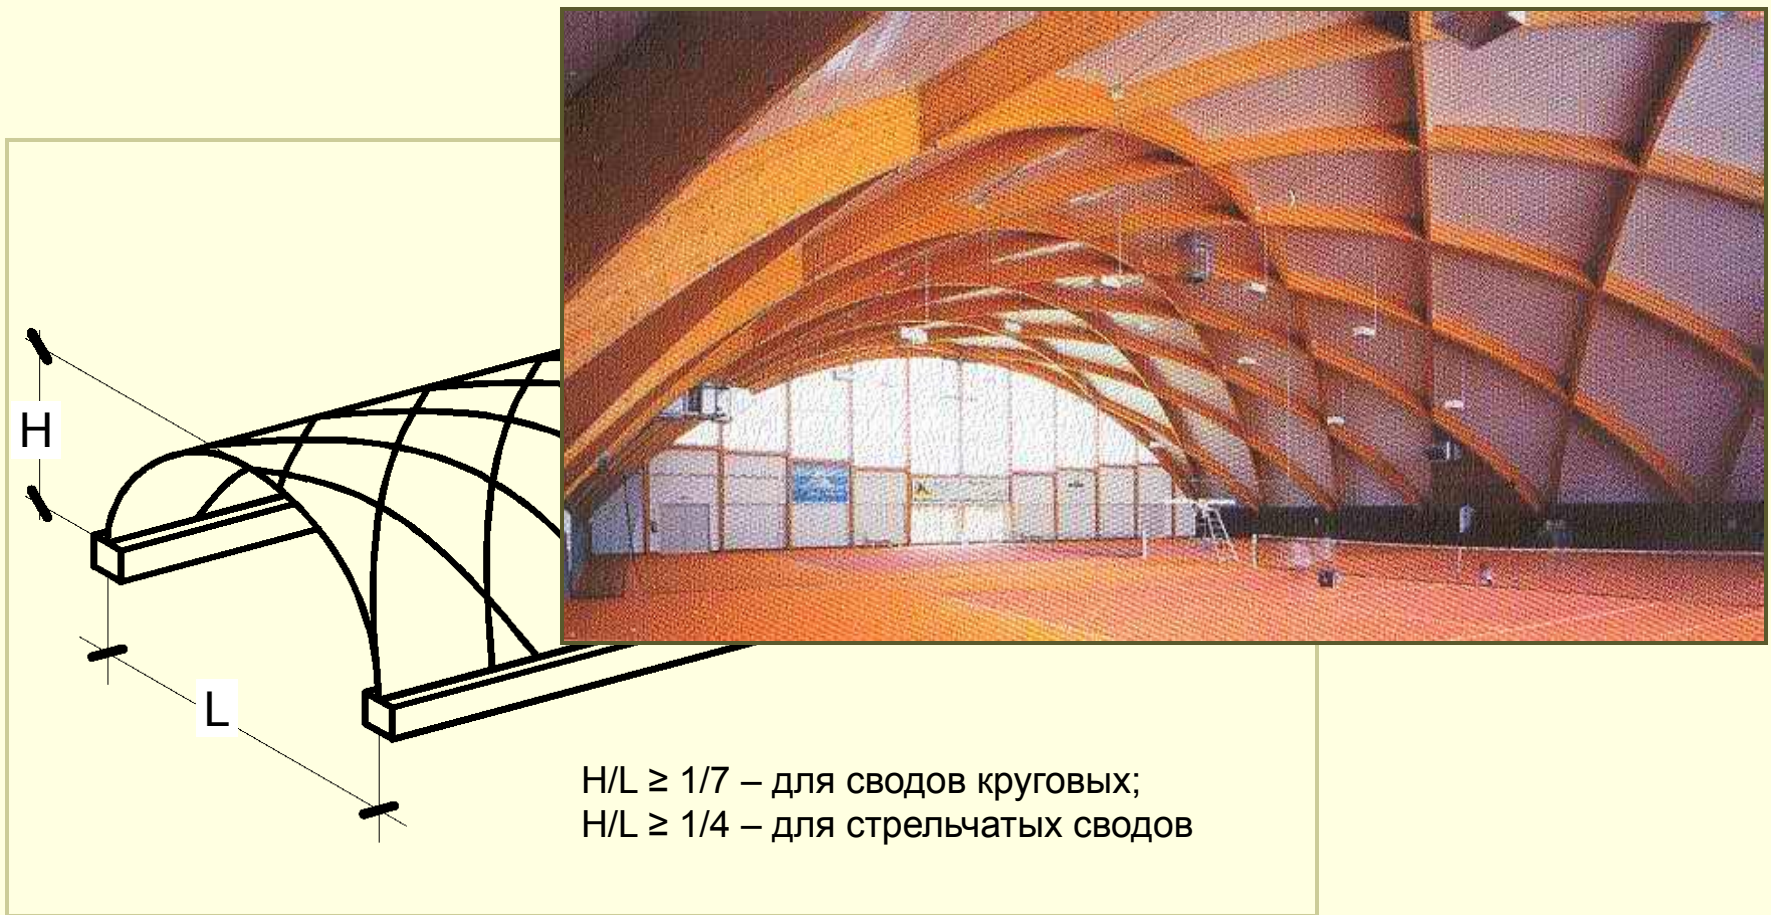 H
L
H/L ≥ 1/7 – для сводов круговых;
H/L ≥ 1/4 – для стрельчатых сводов